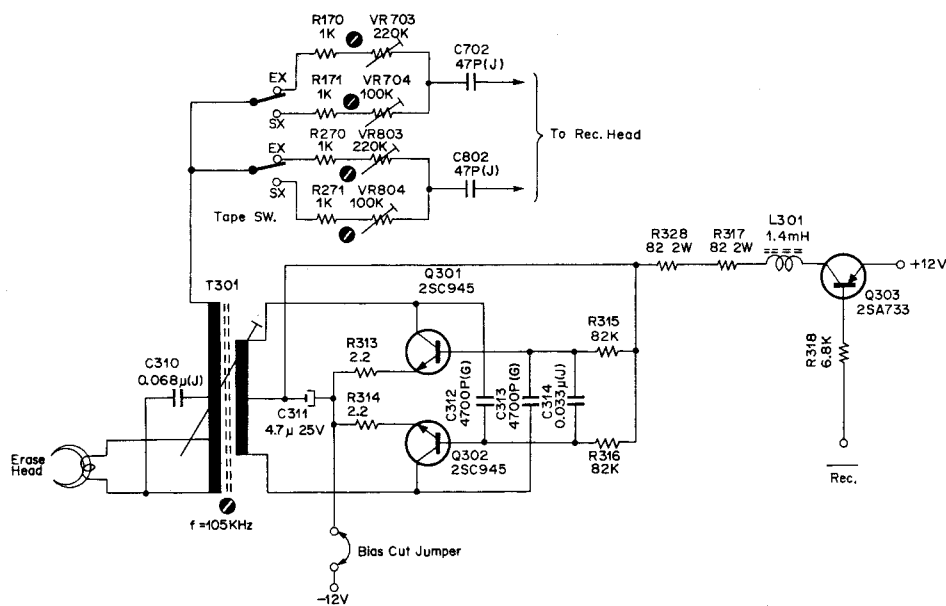 R170
1K
VR703
220K
C702
47P(J)
EX
R171
1K
VR704
100K
SX
To Rec. Head
R270
1K
VR803
220K
EX
C802
47P(J)
SX
R271
1K
VR804
100K
Tape SW.
R328
82 2W
R317
82 2W
L301
1.4mH
+12V
Q303
2SA733
T301
Q301
2SC945
R318
6.8K
R315
82K
R313
2.2
C310
0.068μ(J)
R314
2.2
C312
4700P(G)
C313
4700P(G)
C314
0.033μ(J)
C311
4.7μ 25V
Q302
2SC945
R316
82K
Rec.
Erase
Head
f=105KHz
Bias Cut Jumper
-12V